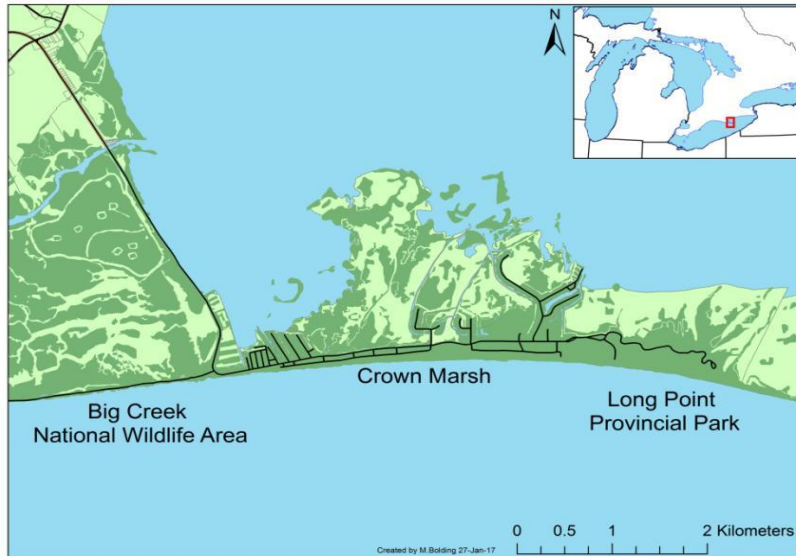 N
Crown Marsh
Big Creek
National Wildlife Area
Long Point
Provincial Park
0 0.5 1 2 Kilometers
Created by M.Bolding 27-Jan-17